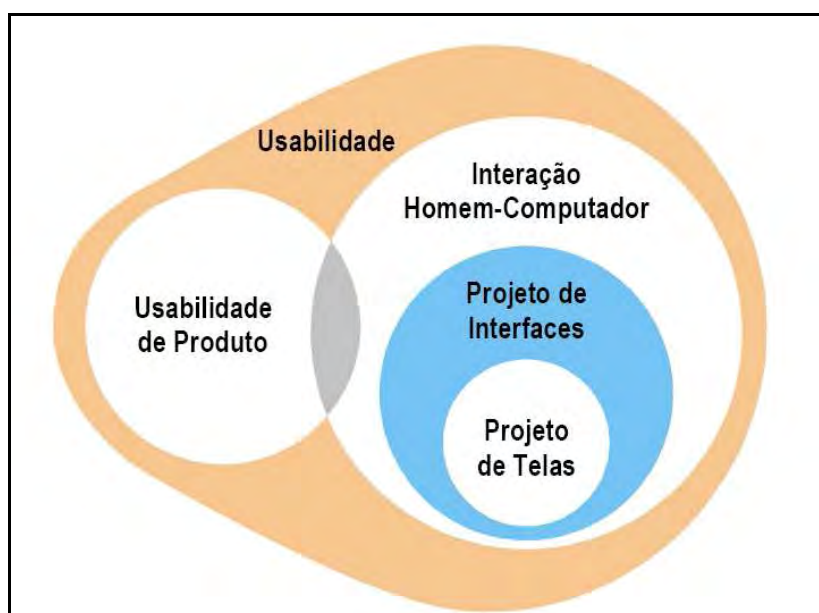 Usabilidade
Interação
Homem-Computador
Usabilidade
de Produto
Projeto de
Interfaces
Projeto
de Telas